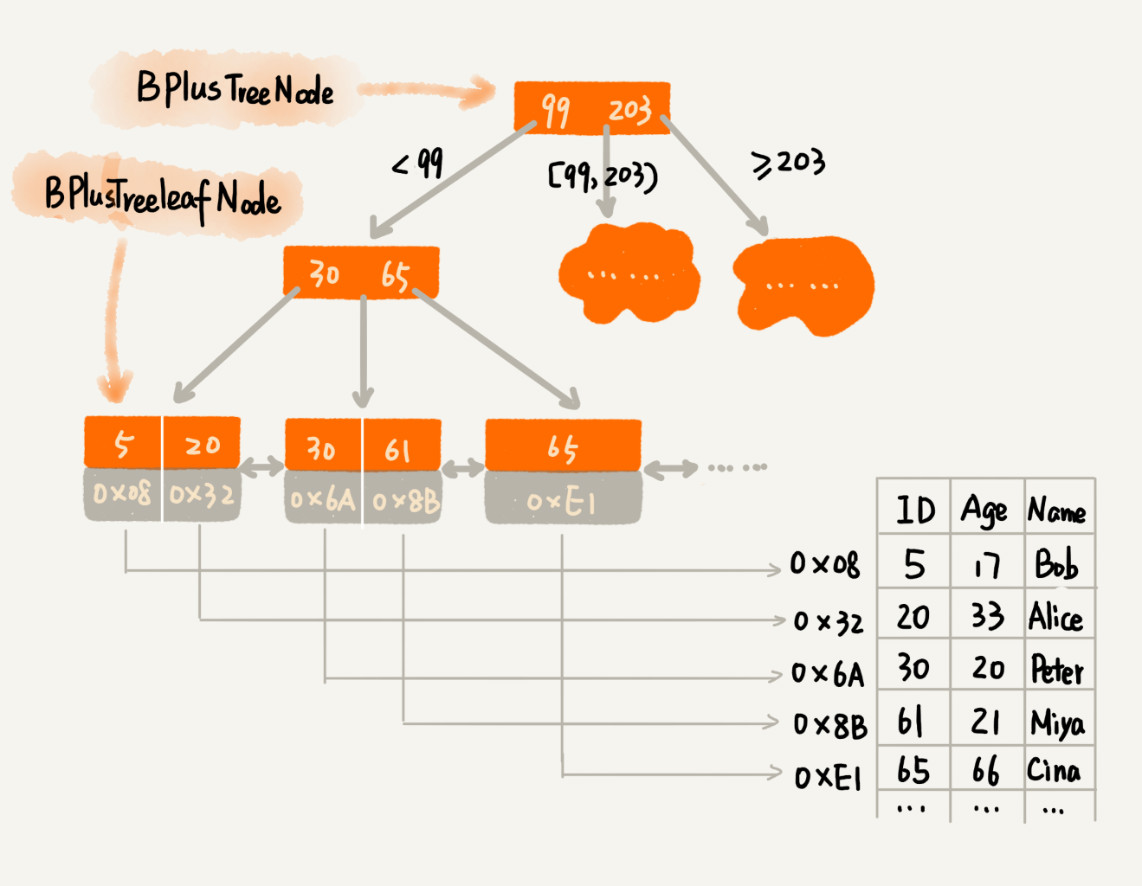 BPlusTreeNode
99 203
<99
[99,203)
≥203
BPlusTreeleafNode
30 65
...... 
......
5 20
30 61
65
0x08 0x32
0x6A 0x8B
0xE1
......
ID Age Name
0x08 5 17 Bob
0x32 20 33 Alice
0x6A 30 20 Peter
0x8B 61 21 Miya
0xE1 65 66 Cina
... ... ...